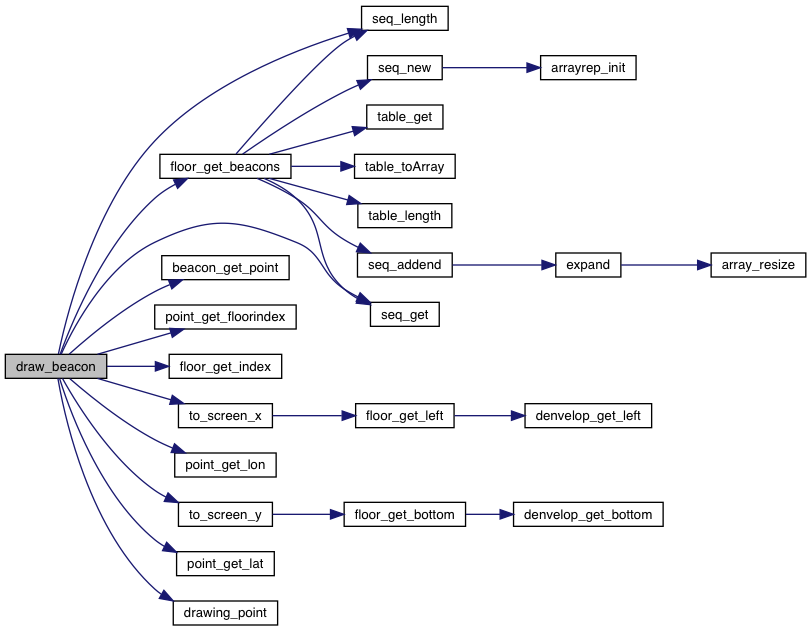 seq_length
seq_new
arrayrep_init
table_get
floor_get_beacons
table_toArray
table_length
seq_addend
expand
array_resize
beacon_get_point
seq_get
point_get_floorindex
draw_beacon
floor_get_index
to_screen_x
floor_get_left
denvelop_get_left
point_get_lon
to_screen_y
floor_get_bottom
denvelop_get_bottom
point_get_lat
drawing_point